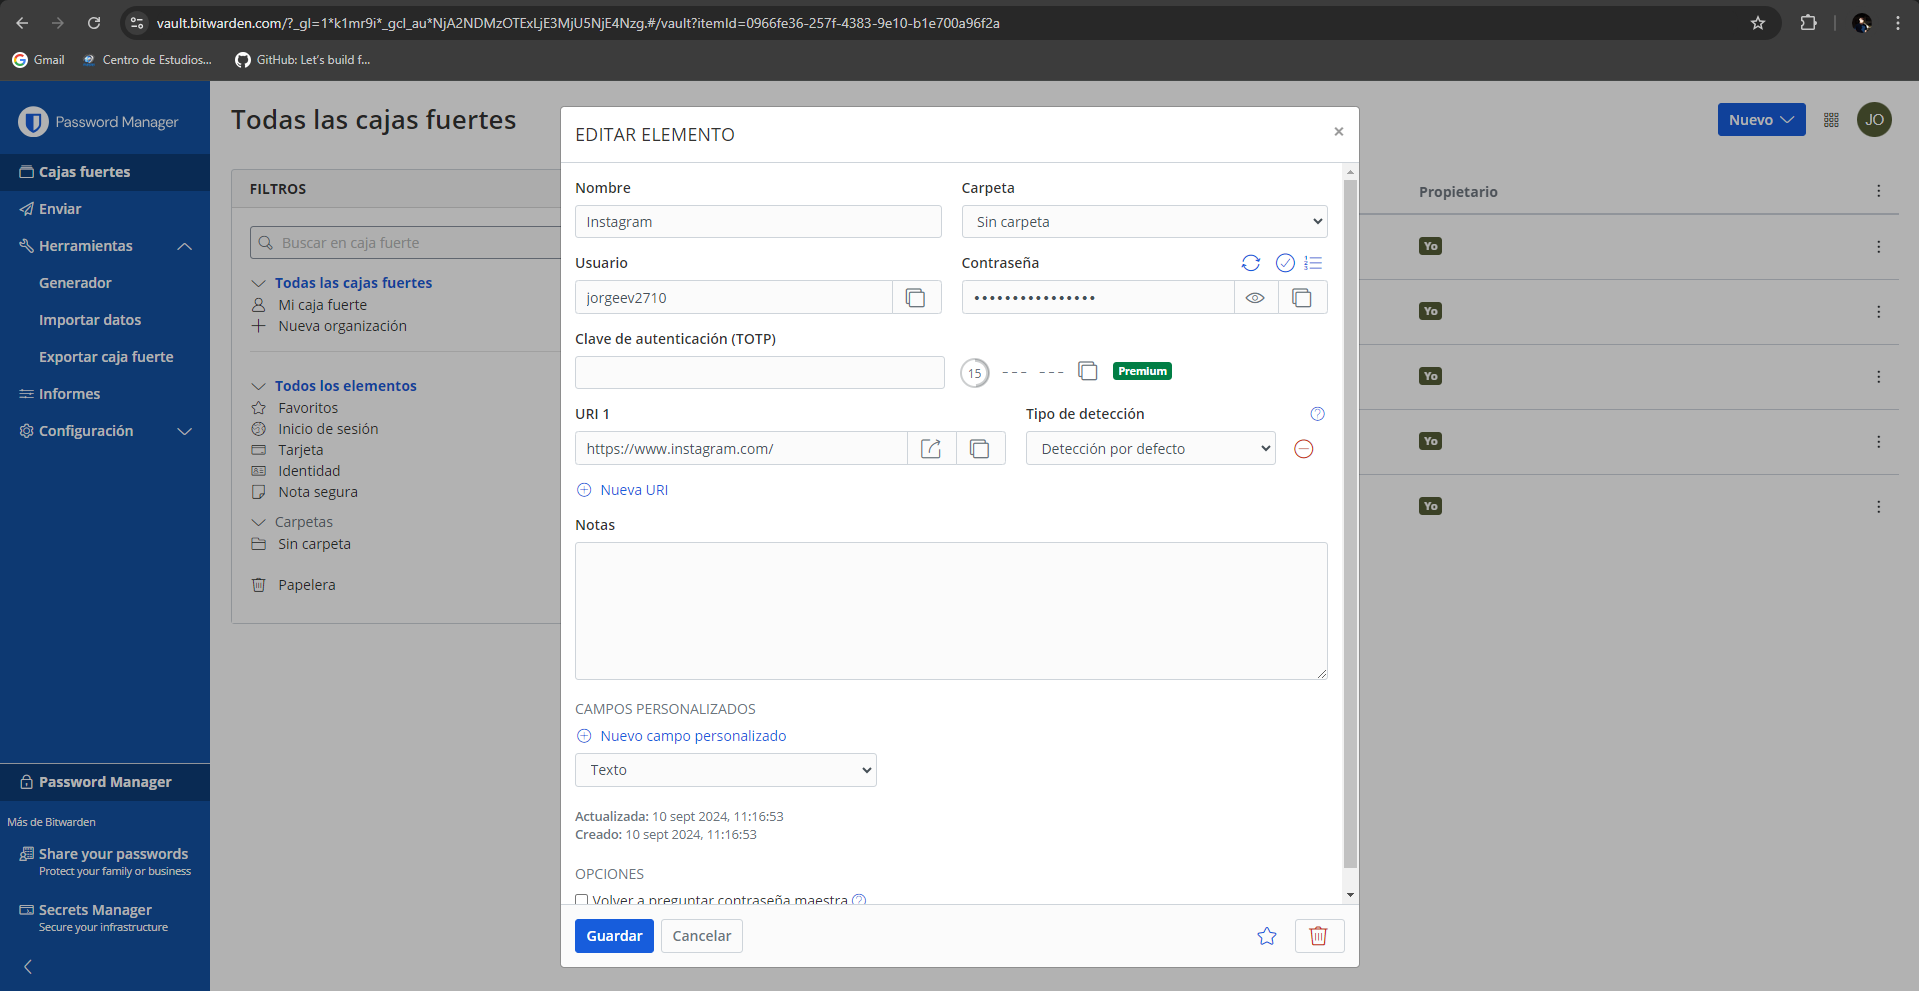 vault.bitwarden.com/?_gl=1*k1mr9i*_gcl_au*NjA2NDMzOTExLjE3MjU5NjE4Nzg.#/vault?itemId=0966fe36-257f-4383-9e10-b1e700a96f2a
Gmail
Centro de Estudios...
GitHub: Let's build f...
Password Manager
Cajas fuertes
Enviar
Herramientas
Generador
Importar datos
Exportar caja fuerte
Informes
Configuración
Password Manager
Más de Bitwarden
Share your passwords
Protect your family or business
Secrets Manager
Secure your infrastructure
Todas las cajas fuertes
Nuevo
JO
FILTROS
Buscar en caja fuerte
Todas las cajas fuertes
Mi caja fuerte
Nueva organización
Todos los elementos
Favoritos
Inicio de sesión
Tarjeta
Identidad
Nota segura
Carpetas
Sin carpeta
Papelera
Propietario
Yo
Yo
Yo
Yo
Yo
EDITAR ELEMENTO
×
Nombre
Carpeta
Instagram
Sin carpeta
Usuario
Contraseña
jorgeev2710
••••••••••••••••
Clave de autenticación (TOTP)
15
--- ---
Premium
URI 1
Tipo de detección
https://www.instagram.com/
Detección por defecto
Nueva URI
Notas
CAMPOS PERSONALIZADOS
Nuevo campo personalizado
Texto
Actualizada: 10 sept 2024, 11:16:53
Creado: 10 sept 2024, 11:16:53
OPCIONES
Volver a preguntar contraseña maestra
Guardar
Cancelar